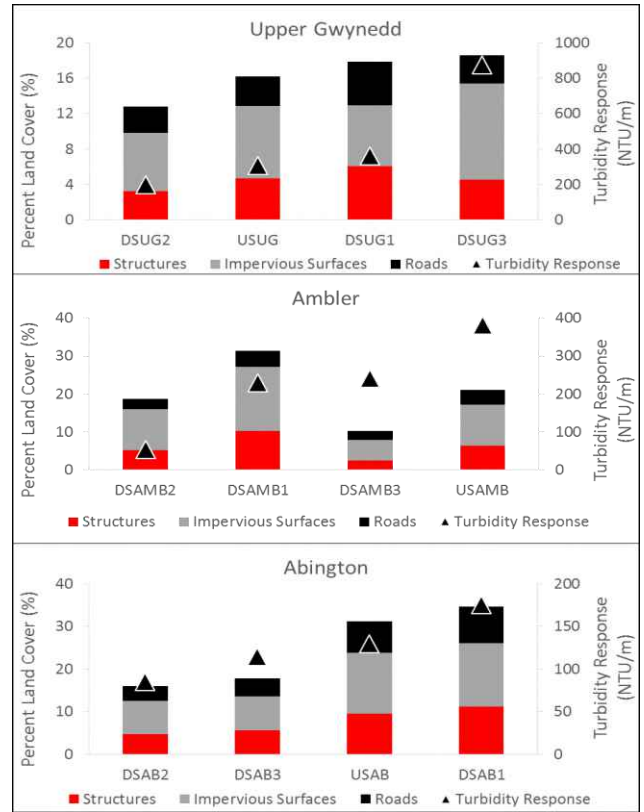 Upper Gwynedd
Percent Land Cover (%)
20
16
12
8
4
0
1000
800
600
400
200
0
Turbidity Response
(NTU/m)
DSUG2 USUG DSUG1 DSUG3
Structures Impervious Surfaces Roads Turbidity Response
Ambler
Percent Land Cover (%)
40
30
20
10
0
400
300
200
100
0
Turbidity Response
(NTU/m)
DSAMB2 DSAMB1 DSAMB3 USAMB
Structures Impervious Surfaces Roads Turbidity Response
Abington
Percent Land Cover (%)
40
30
20
10
0
200
150
100
50
0
Turbidity Response
(NTU/m)
DSAB2 DSAB3 USAB DSAB1
Structures Impervious Surfaces Roads Turbidity Response